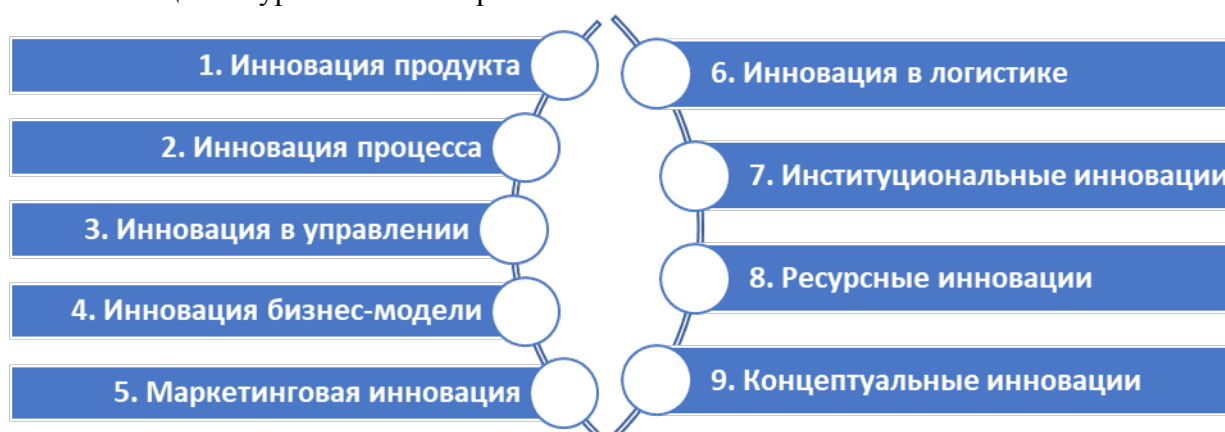 1. Инновация продукта
2. Инновация процесса
3. Инновация в управлении
4. Инновация бизнес-модели
5. Маркетинговая инновация
6. Инновация в логистике
7. Институциональные инновации
8. Ресурсные инновации
9. Концептуальные инновации